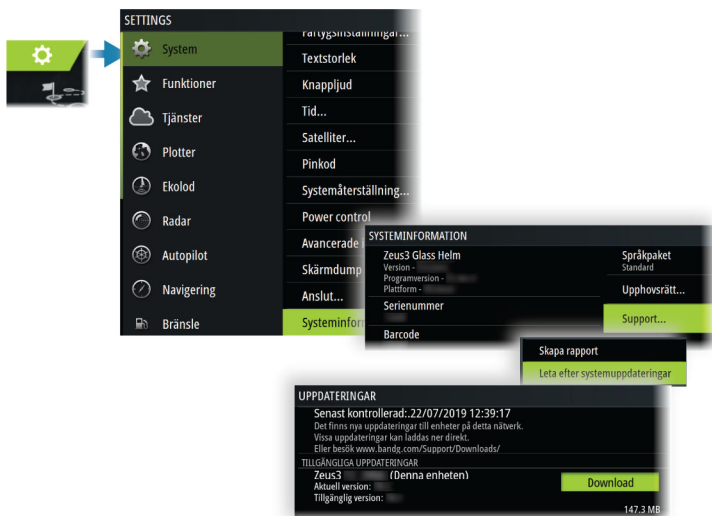 SETTINGS
System
Funktioner
Tjänster
Plotter
Ekolod
Radar
Autopilot
Navigering
Bränsle
Textstorlek
Knappljud
Tid...
Satelliter...
Pinkod
Systemåterställning...
Power control
Avancerade
Skärmdump
Anslut...
SYSTEMINFORMATION
Zeus3 Glass Helm
Version -
Programversion -
Plattform -
Serienummer
Barcode
Språkpaket
Standard
Upphovsrätt...
Support...
Skapa rapport
Leta efter systemuppdateringar
UPPDATERINGAR
Senast kontrollerad:.22/07/2019 12:39:17
Det finns nya uppdateringar till enheter på detta nätverk.
Vissa uppdateringar kan laddas ner direkt.
Eller besök www.bandg.com/Support/Downloads/
TILLGÄNGLIGA UPPDATERINGAR
Zeus3 (Denna enheten)
Aktuell version:
Tillgänglig version:
Download
147.3 MB